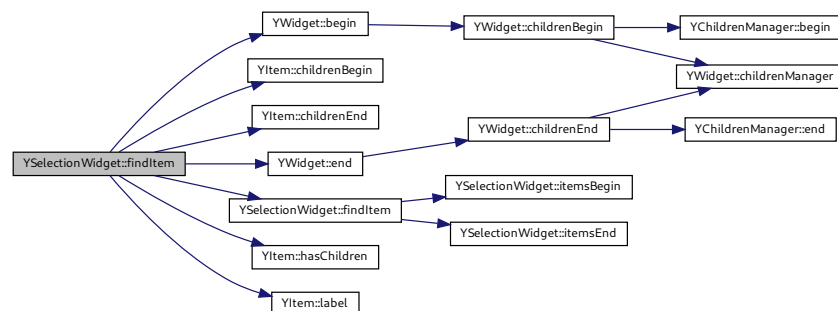 YWidget::begin
YWidget::childrenBegin
YChildrenManager::begin
YItem::childrenBegin
YWidget::childrenManager
YItem::childrenEnd
YWidget::childrenEnd
YChildrenManager::end
YSelectionWidget::findItem
YWidget::end
YSelectionWidget::itemsBegin
YSelectionWidget::findItem
YSelectionWidget::itemsEnd
YItem::hasChildren
YItem::label